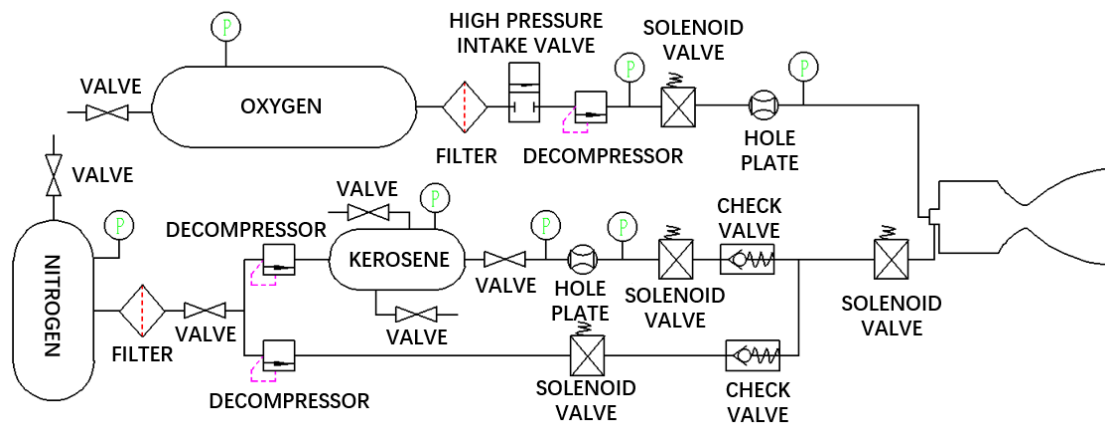 HIGH PRESSURE
INTAKE VALVE
SOLENOID
VALVE
P
P
P
VALVE
OXYGEN
FILTER
DECOMPRESSOR
HOLE
PLATE
VALVE
P
NITROGEN
FILTER
VALVE
DECOMPRESSOR
VALVE
P
KEROSENE
VALVE
VALVE
P
HOLE
PLATE
P
SOLENOID
VALVE
CHECK
VALVE
SOLENOID
VALVE
DECOMPRESSOR
SOLENOID
VALVE
CHECK
VALVE